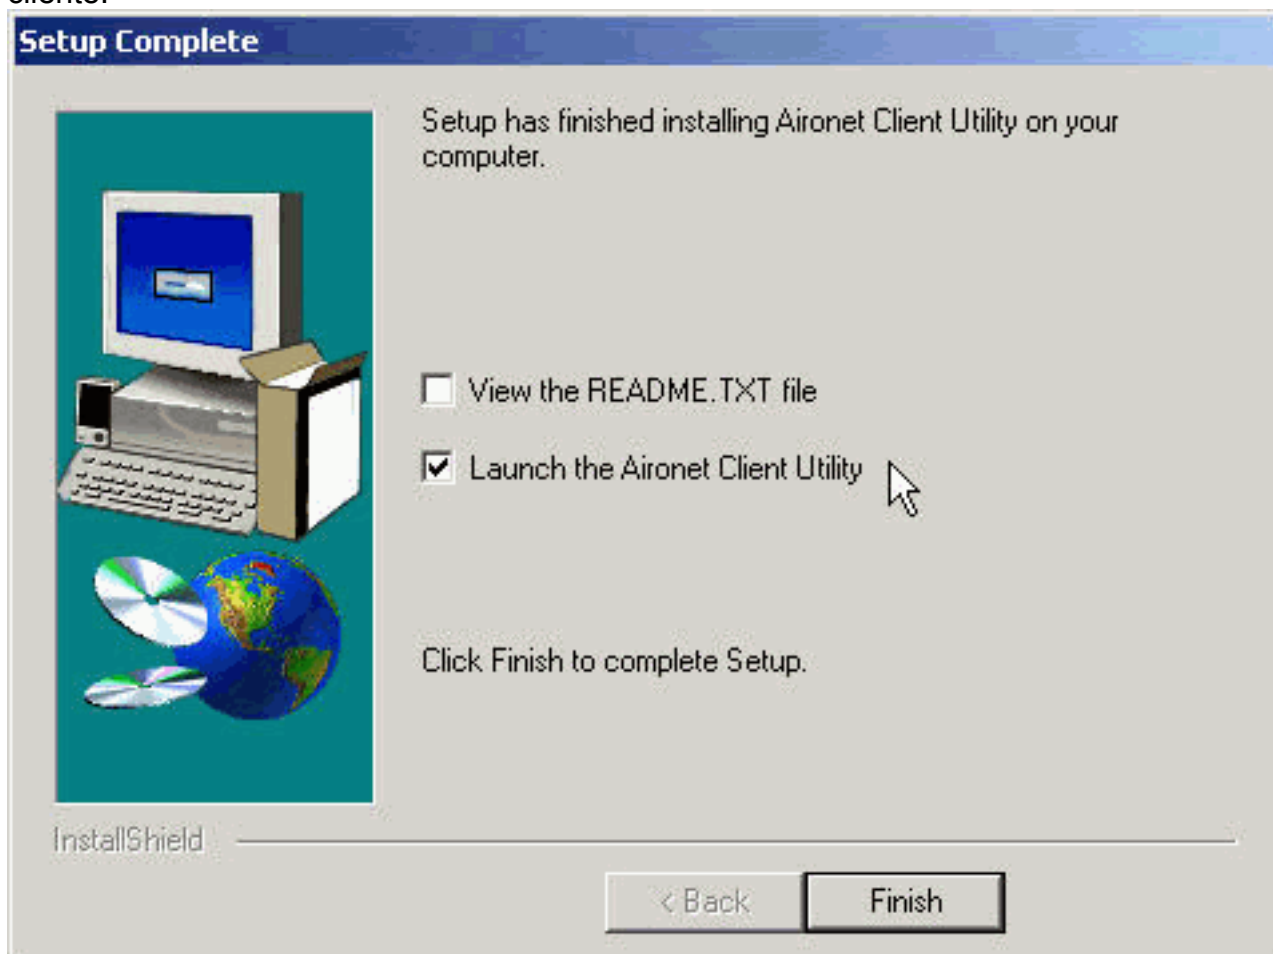 Setup Complete
Setup has finished installing Aironet Client Utility on your
computer.
View the README.TXT file
Launch the Aironet Client Utility
Click Finish to complete Setup.
InstallShield
< Back
Finish